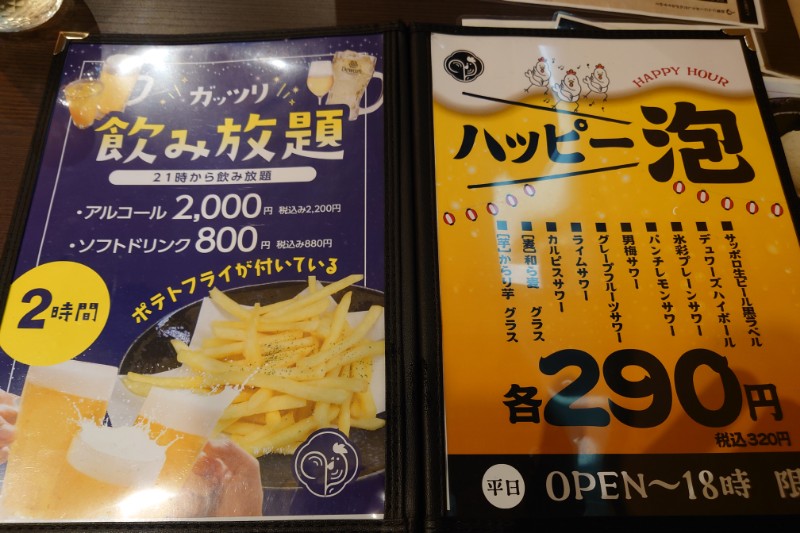 ガッツリ
飲み放題
21時から飲み放題
・アルコール 2,000円 税込み2,200円
・ソフトドリンク 800円 税込み880円
ポテトフライが付いている
2時間
HAPPY HOUR
ハッピー泡
■サッポロ生ビール黒ラベル
■デュワーズハイボール
■氷彩プレーンサワー
■パンチレモンサワー
■男梅サワー
■グレープフルーツサワー
■ライムサワー
■カルピスサワー
■【麦】和ら麦 グラス
■【芋】からり芋 グラス
各290円
税込320円
平日 OPEN〜18時 限